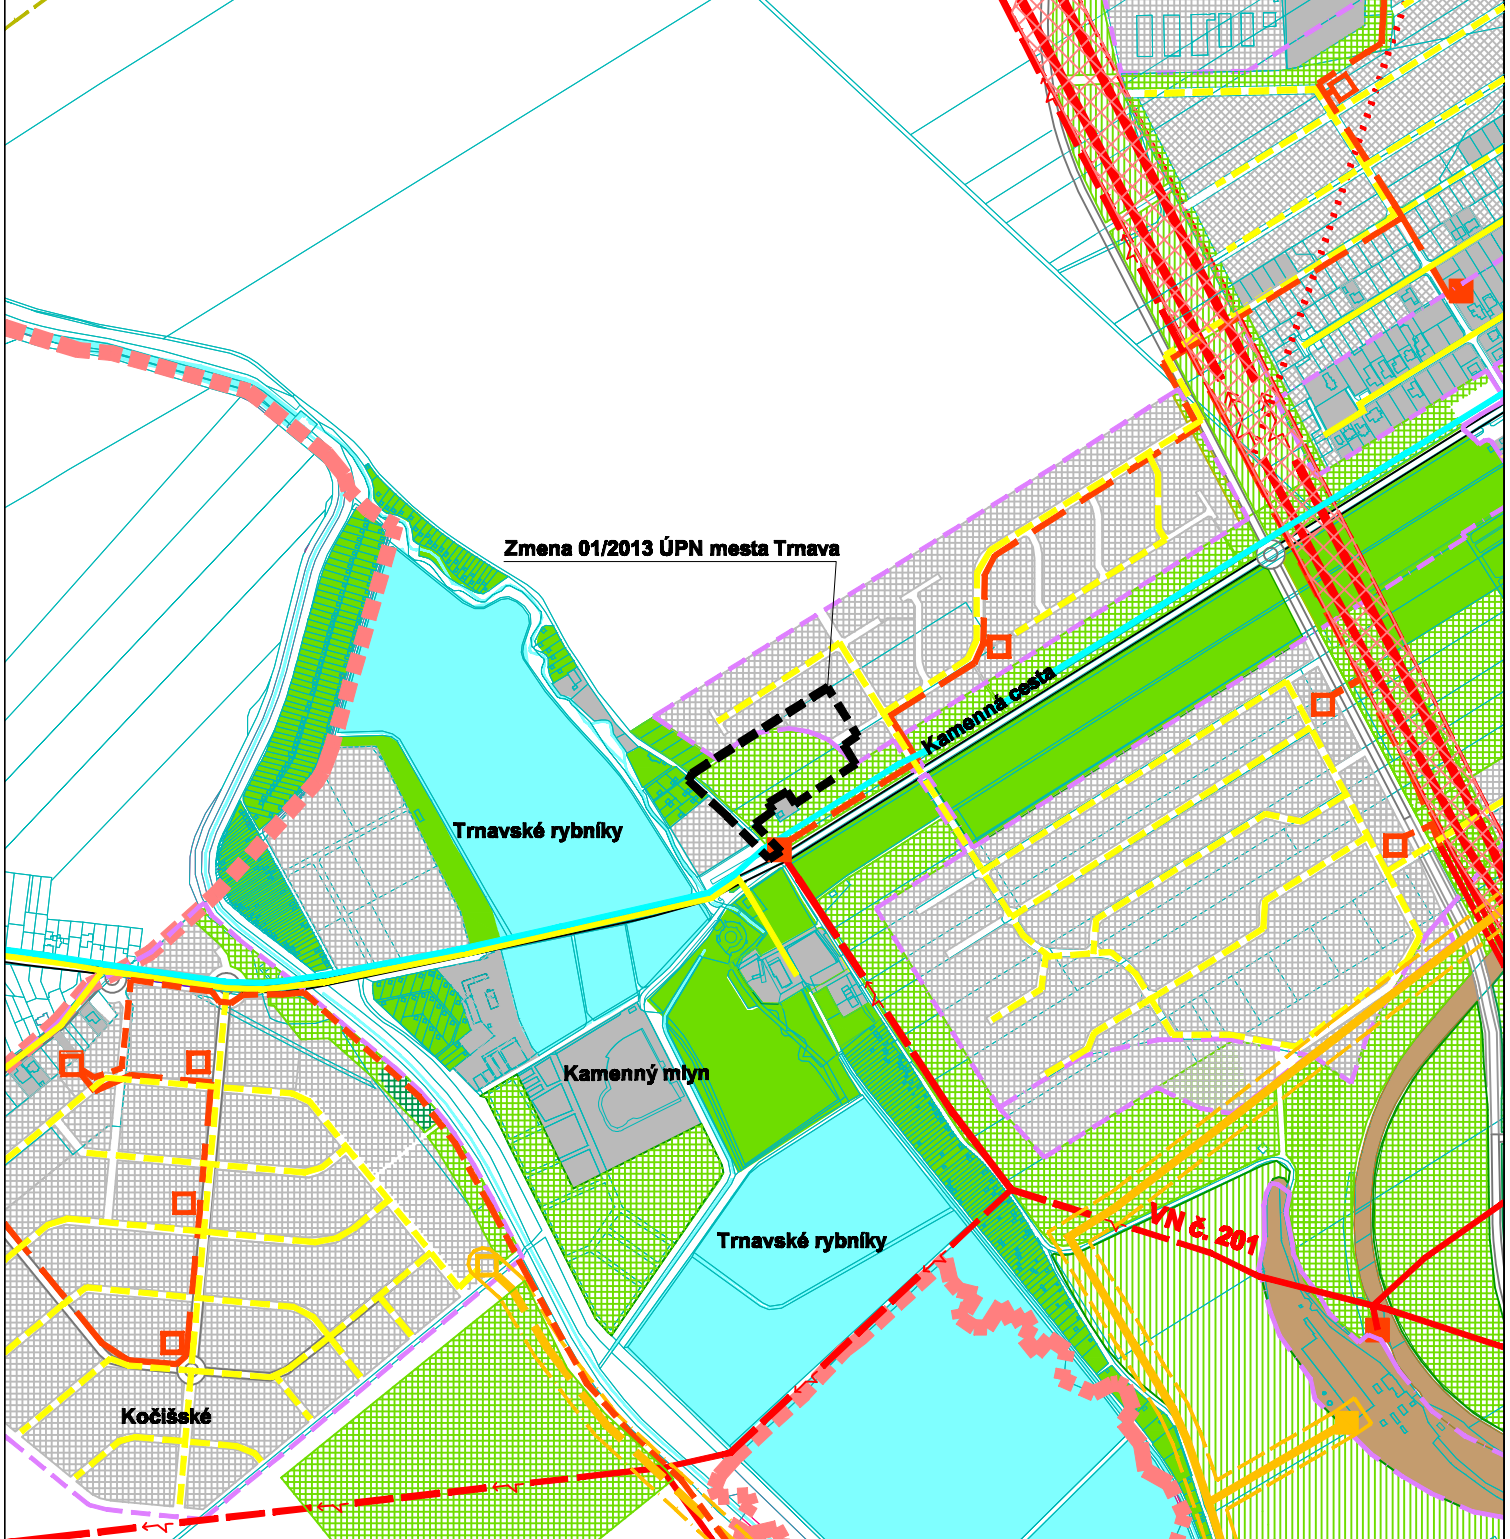 Zmena 01/2013 ÚPN mesta Trnava
Kamenná cesta
Trnavské rybníky
Kamenný mlyn
VN č. 201
Trnavské rybníky
Kočišské